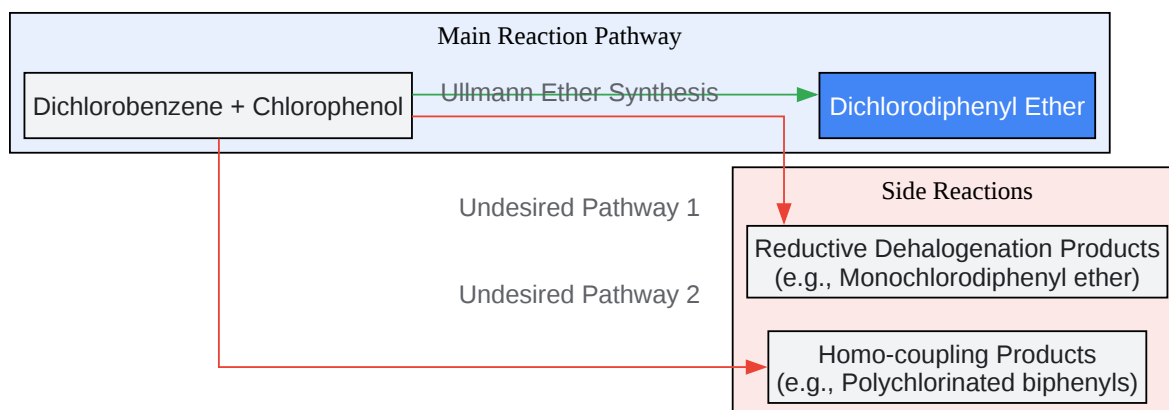 Main Reaction Pathway
Dichlorobenzene + Chlorophenol
Ullmann Ether Synthesis
Dichlorodiphenyl Ether
Side Reactions
Undesired Pathway 1
Reductive Dehalogenation Products
(e.g., Monochlorodiphenyl ether)
Undesired Pathway 2
Homo-coupling Products
(e.g., Polychlorinated biphenyls)